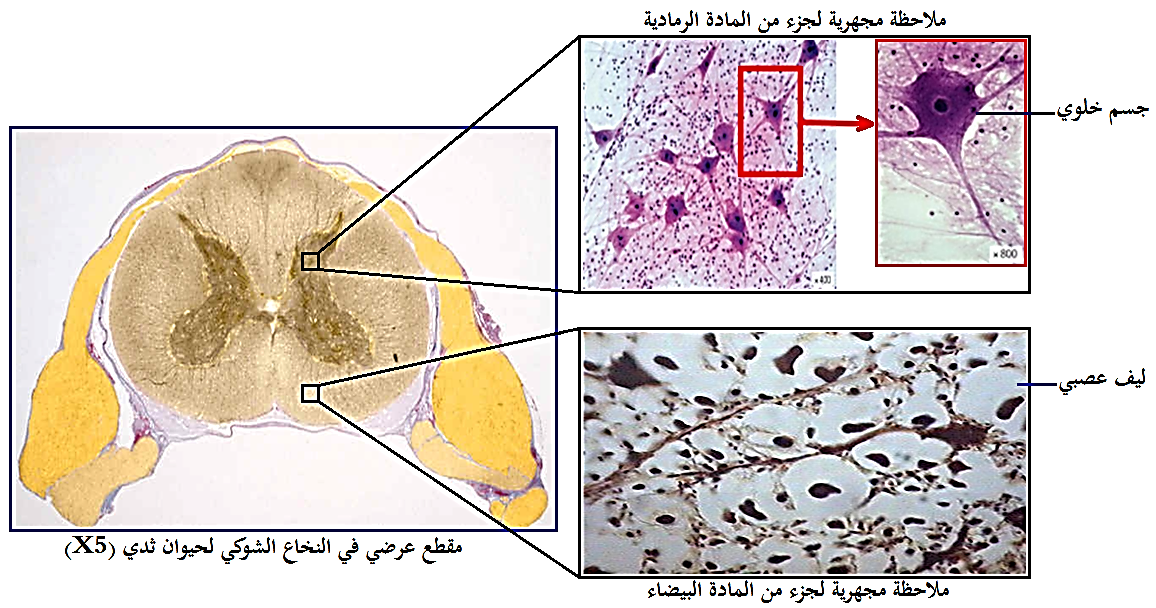 ملاحظة مجهرية لجزء من المادة الرمادية
جسم خلوي
×400
×800
ليف عصبي
مقطع عرضي في النخاع الشوكي لحيوان ثدي (X5)
ملاحظة مجهرية لجزء من المادة البيضاء